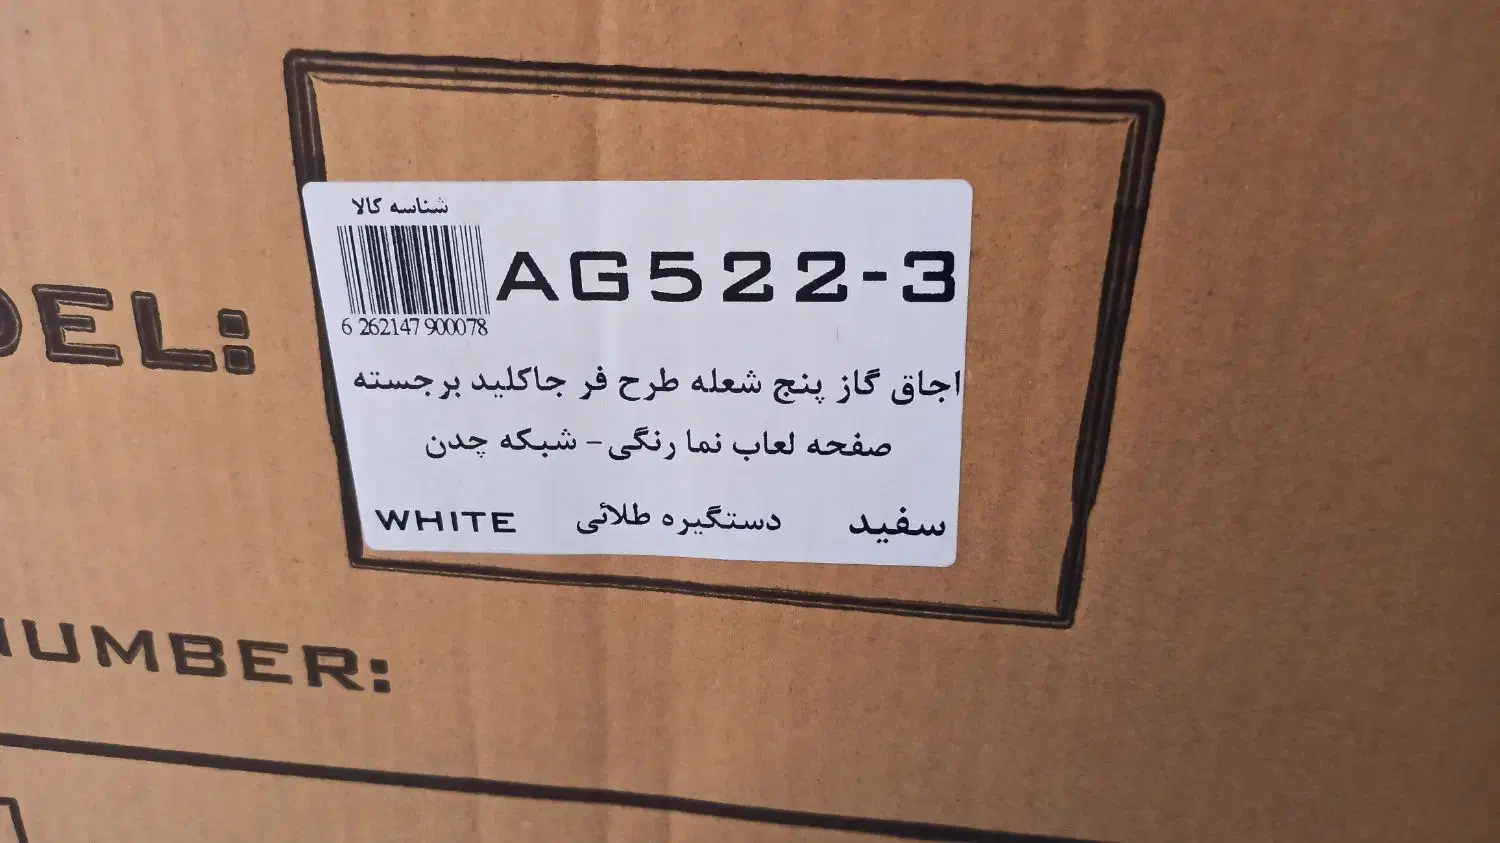 شناسه کالا
6 262147 900078
AG522-3
اجاق گاز پنج شعله طرح فر جاکلید برجسته
صفحه لعاب نما رنگی - شبکه چدن
سفید دستگیره طلائی WHITE
DEL:
NUMBER: